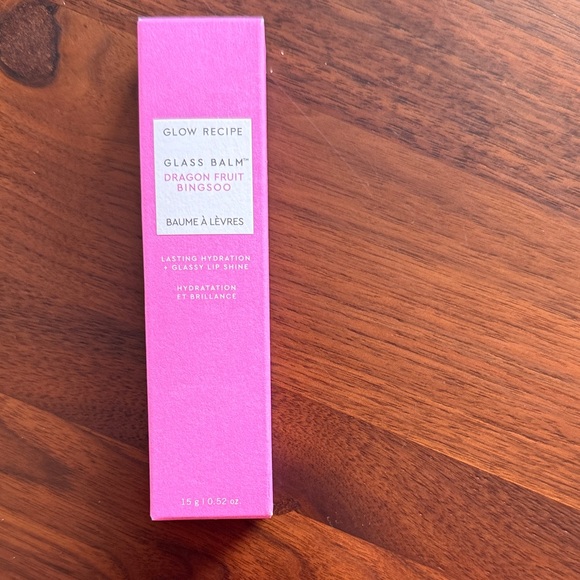 GLOW RECIPE
GLASS BALM™
DRAGON FRUIT
BINGSOO
BAUME À LÈVRES
LASTING HYDRATION
+ GLASSY LIP SHINE
HYDRATATION
ET BRILLANCE
15 g | 0.52 oz.